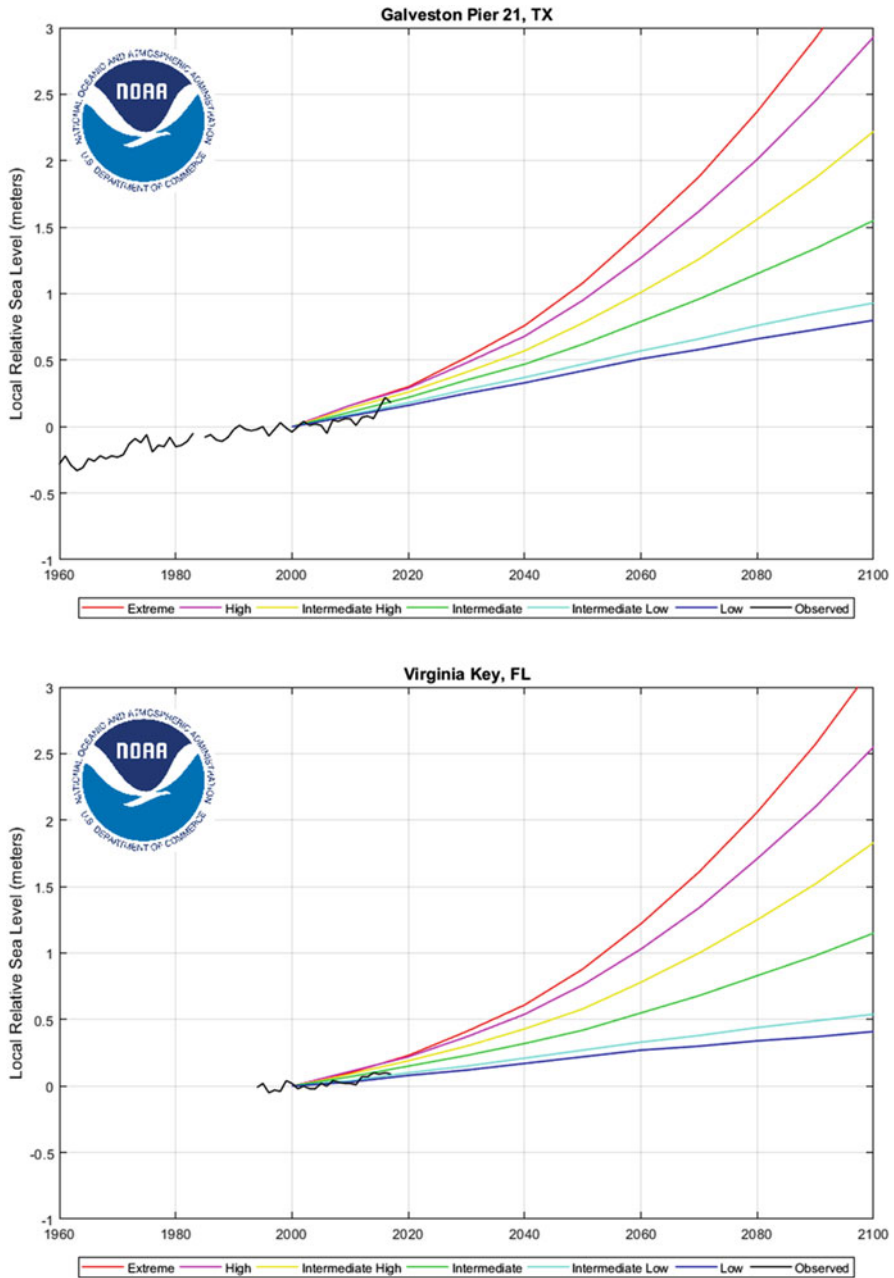 Galveston Pier 21, TX
NATIONAL OCEANIC AND ATMOSPHERIC ADMINISTRATION
NOAA
U.S. DEPARTMENT OF COMMERCE
Local Relative Sea Level (meters)
3
2.5
2
1.5
1
0.5
0
-0.5
-1
1960 1980 2000 2020 2040 2060 2080 2100
Extreme High Intermediate High Intermediate Intermediate Low Low Observed
Virginia Key, FL
NATIONAL OCEANIC AND ATMOSPHERIC ADMINISTRATION
NOAA
U.S. DEPARTMENT OF COMMERCE
Local Relative Sea Level (meters)
3
2.5
2
1.5
1
0.5
0
-0.5
-1
1960 1980 2000 2020 2040 2060 2080 2100
Extreme High Intermediate High Intermediate Intermediate Low Low Observed